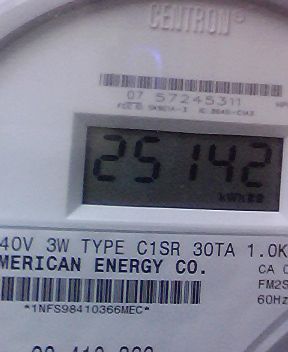 CENTRON®
07 57245311
25142
kWh
40V 3W TYPE C1SR 30TA 1.0K
MERICAN ENERGY CO.
CA 0
FM2S
60Hz
*1NFS98410366MEC*